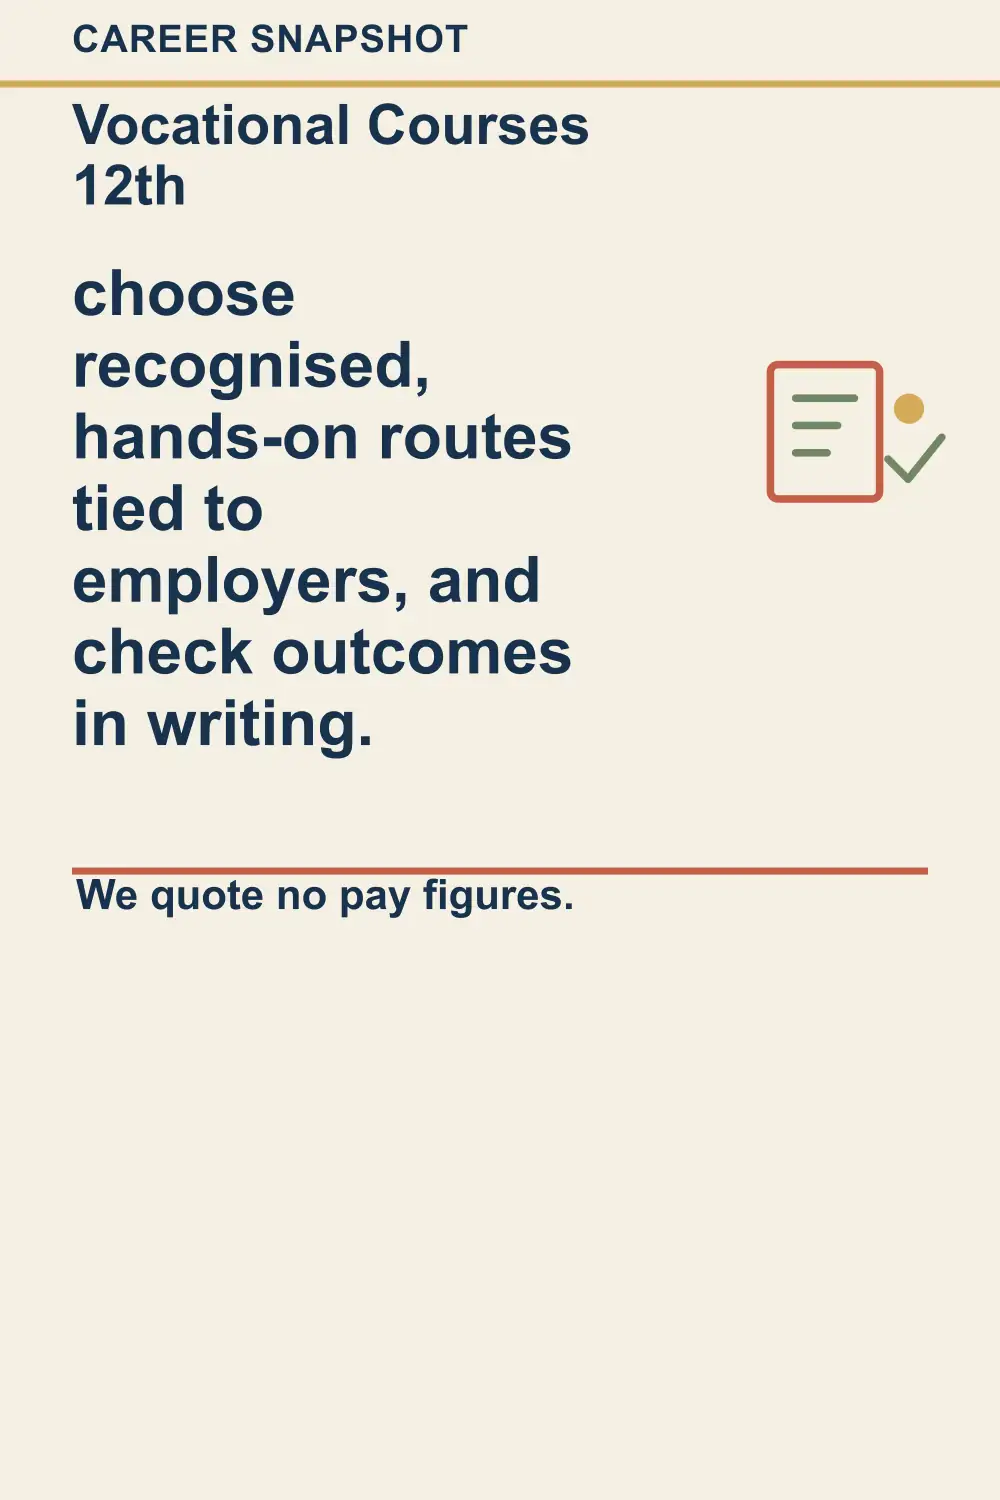 CAREER SNAPSHOT
Vocational Courses
12th
choose
recognised,
hands-on routes
tied to
employers, and
check outcomes
in writing.
We quote no pay figures.